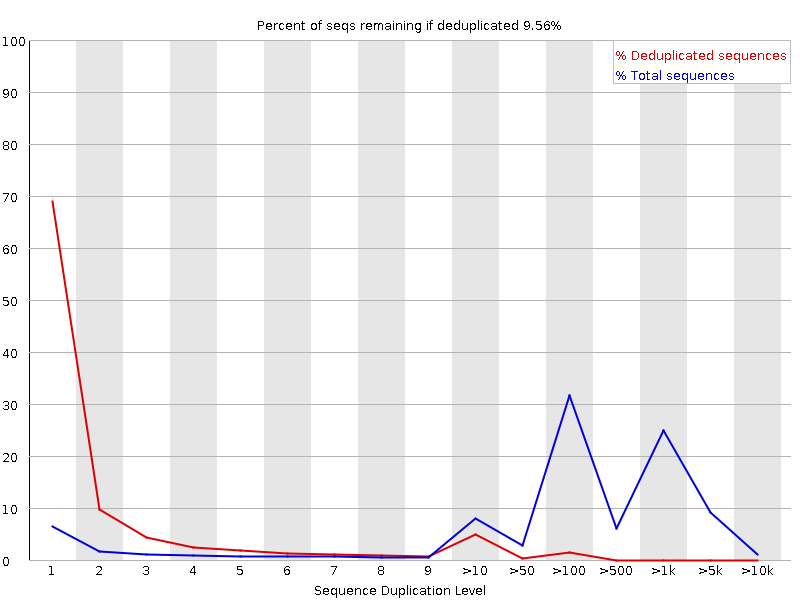 Percent of seqs remaining if deduplicated 9.56%
% Deduplicated sequences
% Total sequences
100
90
80
70
60
50
40
30
20
10
0
1 2 3 4 5 6 7 8 9 >10 >50 >100 >500 >1k >5k >10k
Sequence Duplication Level